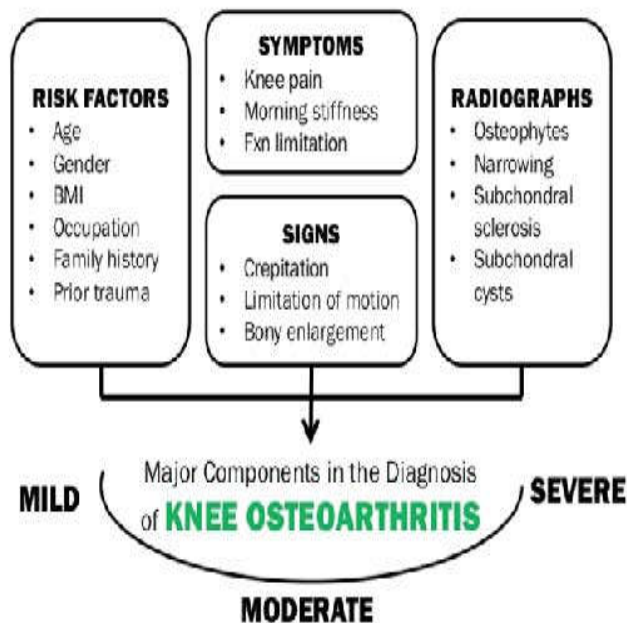 RISK FACTORS
• Age
• Gender
• BMI
• Occupation
• Family history
• Prior trauma
SYMPTOMS
• Knee pain
• Morning stiffness
• Fxn limitation
SIGNS
• Crepitation
• Limitation of motion
• Bony enlargement
RADIOGRAPHS
• Osteophytes
• Narrowing
• Subchondral
sclerosis
• Subchondral
cysts
Major Components in the Diagnosis
of KNEE OSTEOARTHRITIS
MILD
MODERATE
SEVERE